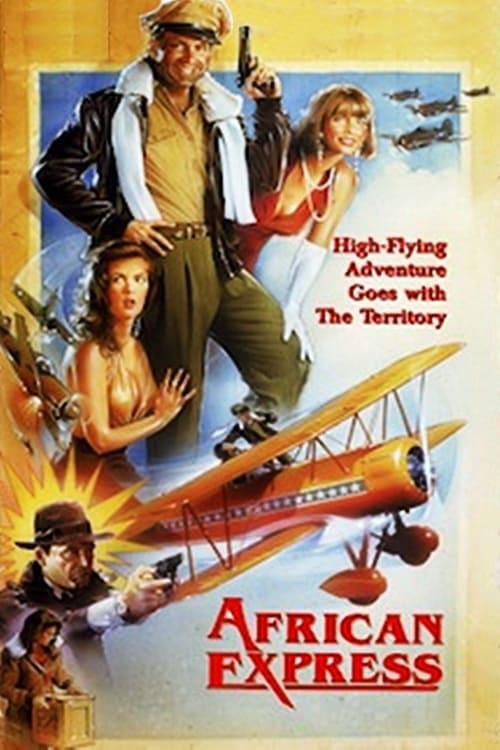 High-Flying
Adventure
Goes with
The Territory
AFRICAN
EXPRESS